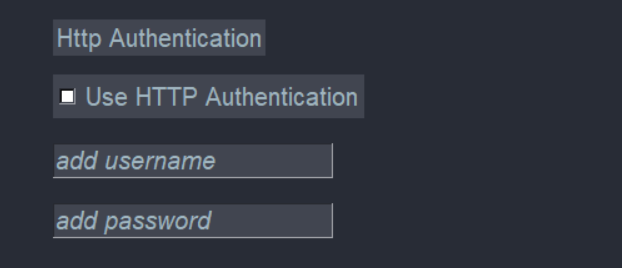 Http Authentication
Use HTTP Authentication
add username
add password